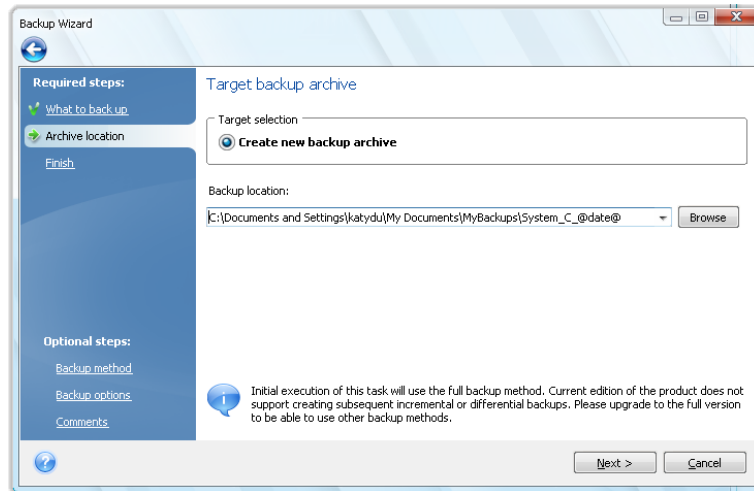 Backup Wizard
Required steps:
What to back up
Archive location
Finish
Optional steps:
Backup method
Backup options
Comments
Target backup archive
Target selection
Create new backup archive
Backup location:
C:\Documents and Settings\katydu\My Documents\MyBackups\System_C_@date@
Browse
Initial execution of this task will use the full backup method. Current edition of the product does not
support creating subsequent incremental or differential backups. Please upgrade to the full version
to be able to use other backup methods.
Next >
Cancel